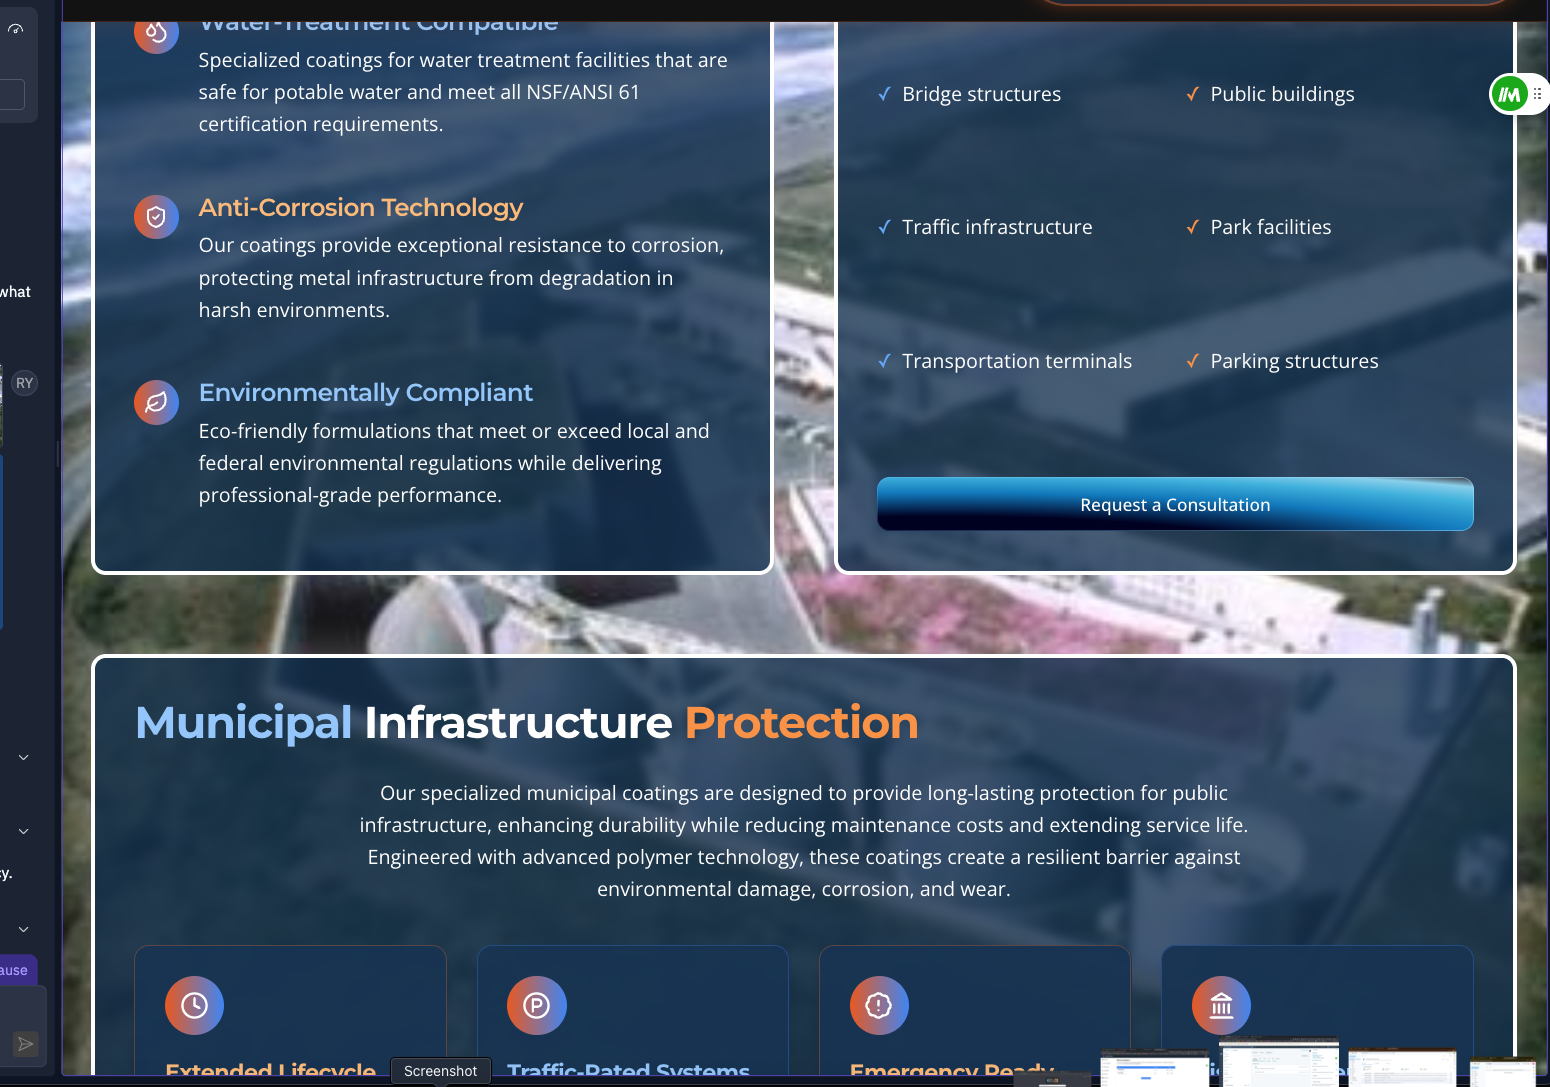 what
RY
cy.
ause
Water-Treatment Compatible
Specialized coatings for water treatment facilities that are
safe for potable water and meet all NSF/ANSI 61
certification requirements.
Anti-Corrosion Technology
Our coatings provide exceptional resistance to corrosion,
protecting metal infrastructure from degradation in
harsh environments.
Environmentally Compliant
Eco-friendly formulations that meet or exceed local and
federal environmental regulations while delivering
professional-grade performance.
✓ Bridge structures
✓ Public buildings
✓ Traffic infrastructure
✓ Park facilities
✓ Transportation terminals
✓ Parking structures
Request a Consultation
Municipal Infrastructure Protection
Our specialized municipal coatings are designed to provide long-lasting protection for public
infrastructure, enhancing durability while reducing maintenance costs and extending service life.
Engineered with advanced polymer technology, these coatings create a resilient barrier against
environmental damage, corrosion, and wear.
Extended Lifecycle
Traffic-Rated Systems
Emergency Ready
Screenshot